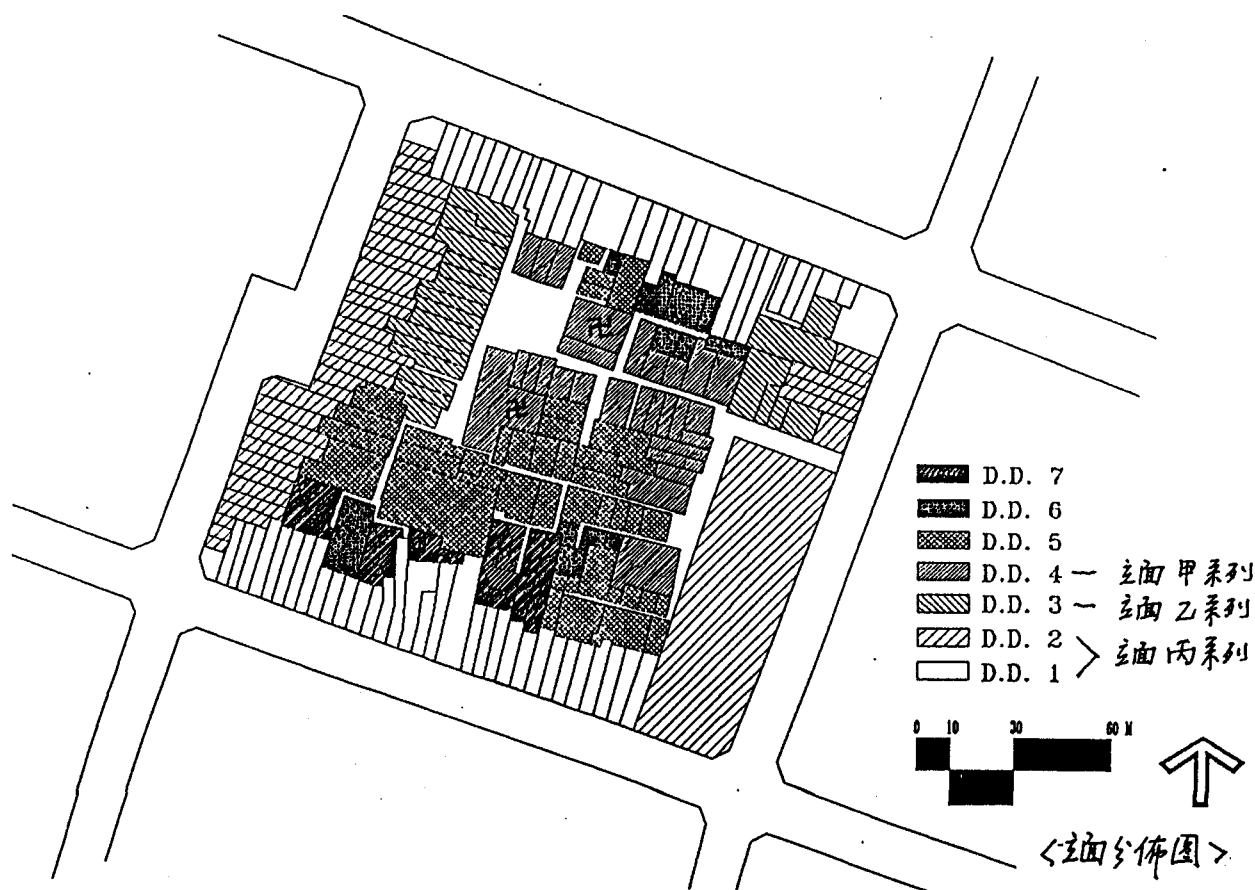 卍
卍
D.D. 7
D.D. 6
D.D. 5
D.D. 4 — 立面甲系列
D.D. 3 — 立面乙系列
D.D. 2
D.D. 1
> 立面丙系列
0 10 30 60 M
<立面分佈圖>